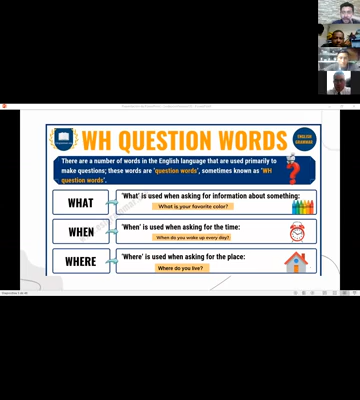 WH QUESTION WORDS
ENGLISH
GRAMMAR
There are a number of words in the English language that are used primarily to
make questions; these words are 'question words', sometimes known as 'WH
question words'.
WHAT
'What' is used when asking for information about something:
What is your favorite color?
WHEN
'When' is used when asking for the time:
When do you wake up every day?
WHERE
'Where' is used when asking for the place:
Where do you live?